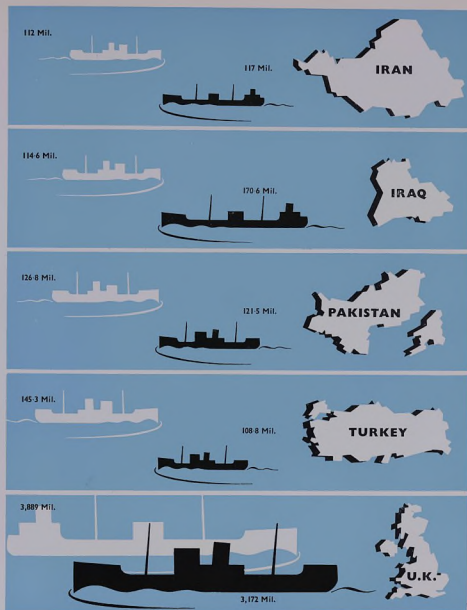 112 Mil.
117 Mil.
IRAN
114·6 Mil.
170·6 Mil.
IRAQ
126·8 Mil.
121·5 Mil.
PAKISTAN
145·3 Mil.
108·8 Mil.
TURKEY
3,889 Mil.
3,172 Mil.
U.K.